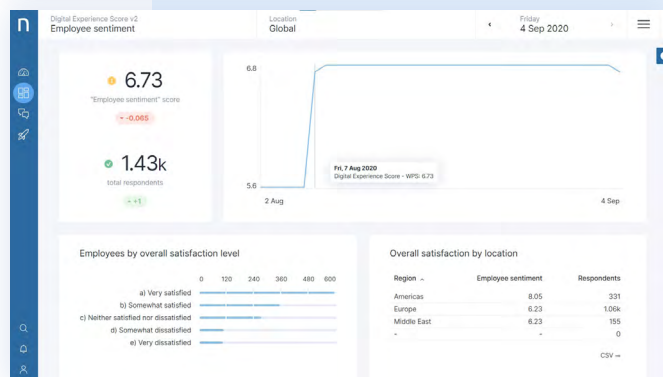 n
Digital Experience Score v2
Employee sentiment
Location
Global
Friday
4 Sep 2020
6.73
"Employee sentiment" score
-0.065
1.43k
total respondents
+1
6.8
5.6
2 Aug
4 Sep
Fri, 7 Aug 2020
Digital Experience Score - WPS: 6.73
Employees by overall satisfaction level
0 120 240 360 480 600
a) Very satisfied
b) Somewhat satisfied
c) Neither satisfied nor dissatisfied
d) Somewhat dissatisfied
e) Very dissatisfied
Overall satisfaction by location
Region Employee sentiment Respondents
Americas 8.05 331
Europe 6.23 1.06k
Middle East 6.23 155
- - 0
CSV →